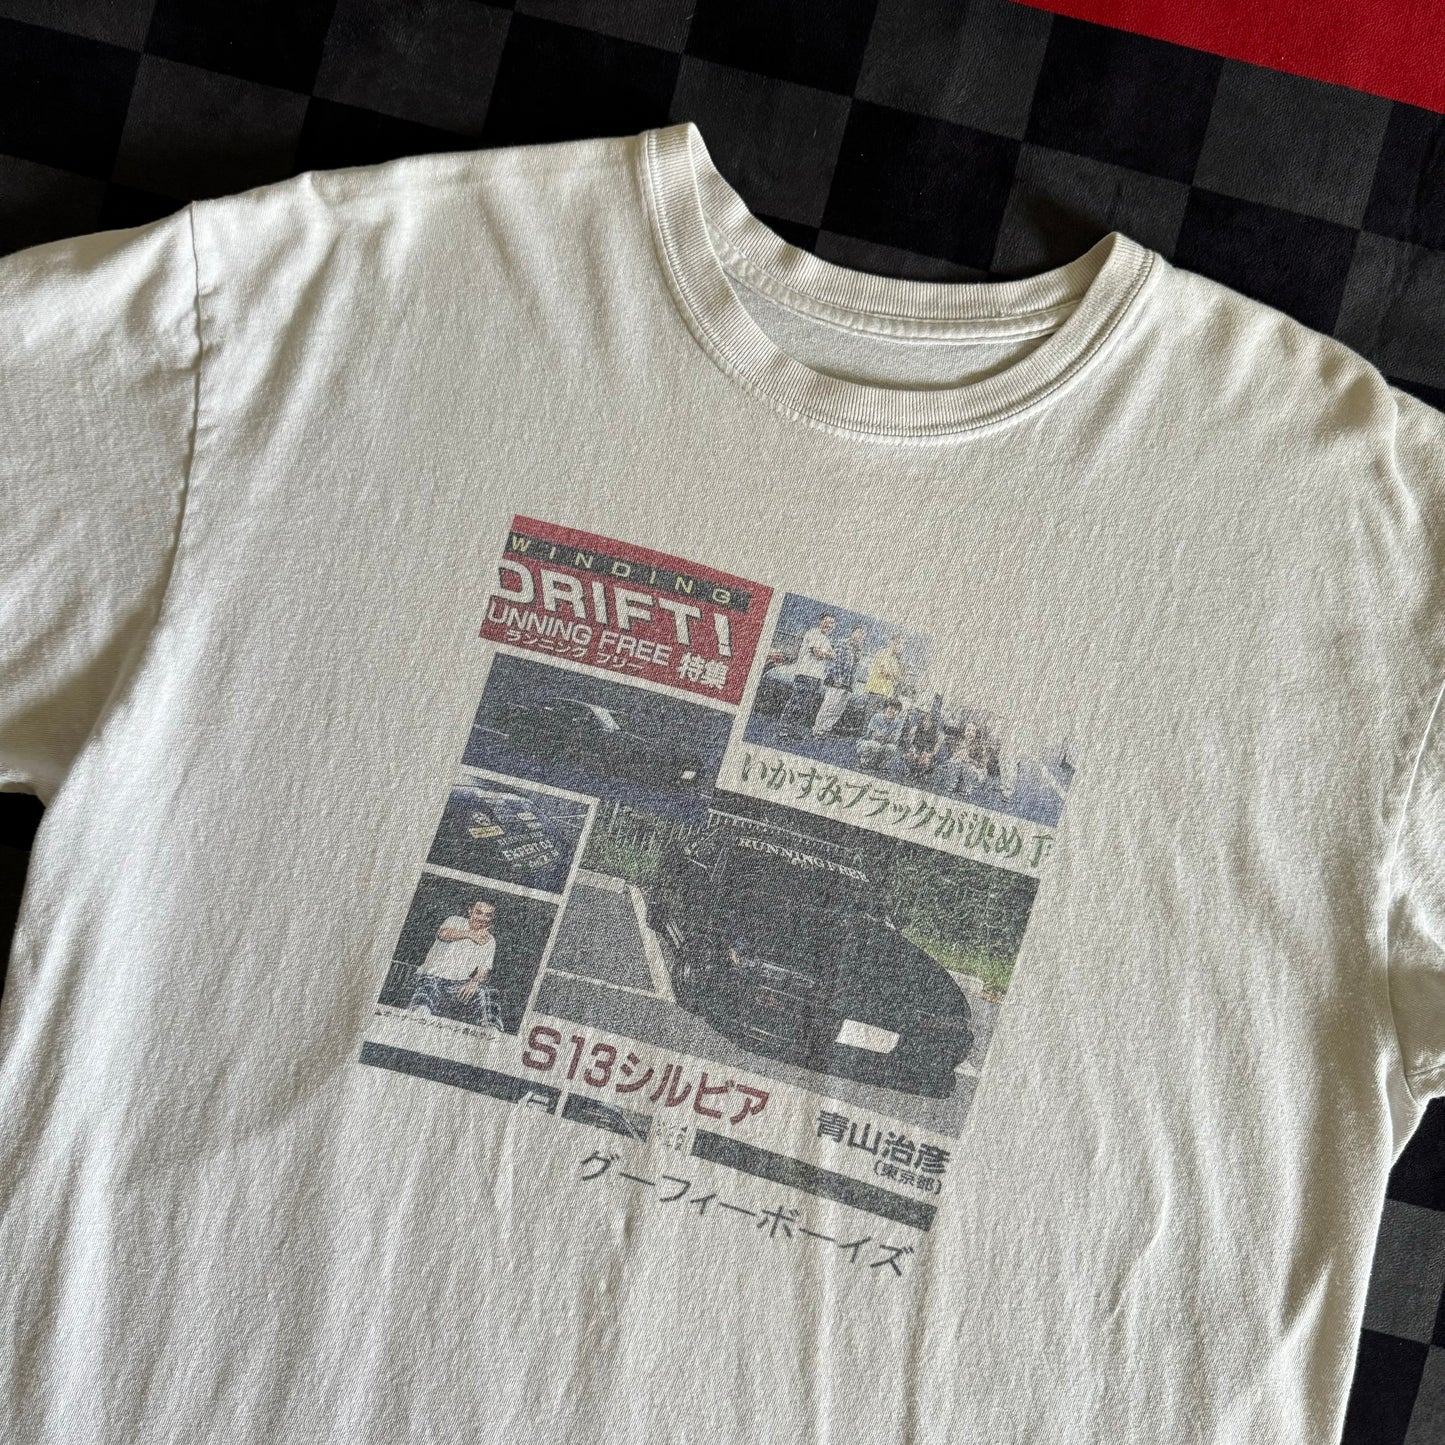 WINDING
DRIFT!
UNNING FREE
ランニング フリー
特集
いかすみブラックが決め手
RUNNING FREE
S13シルビア
青山治彦
(東京都)
グーフィーボーイズ